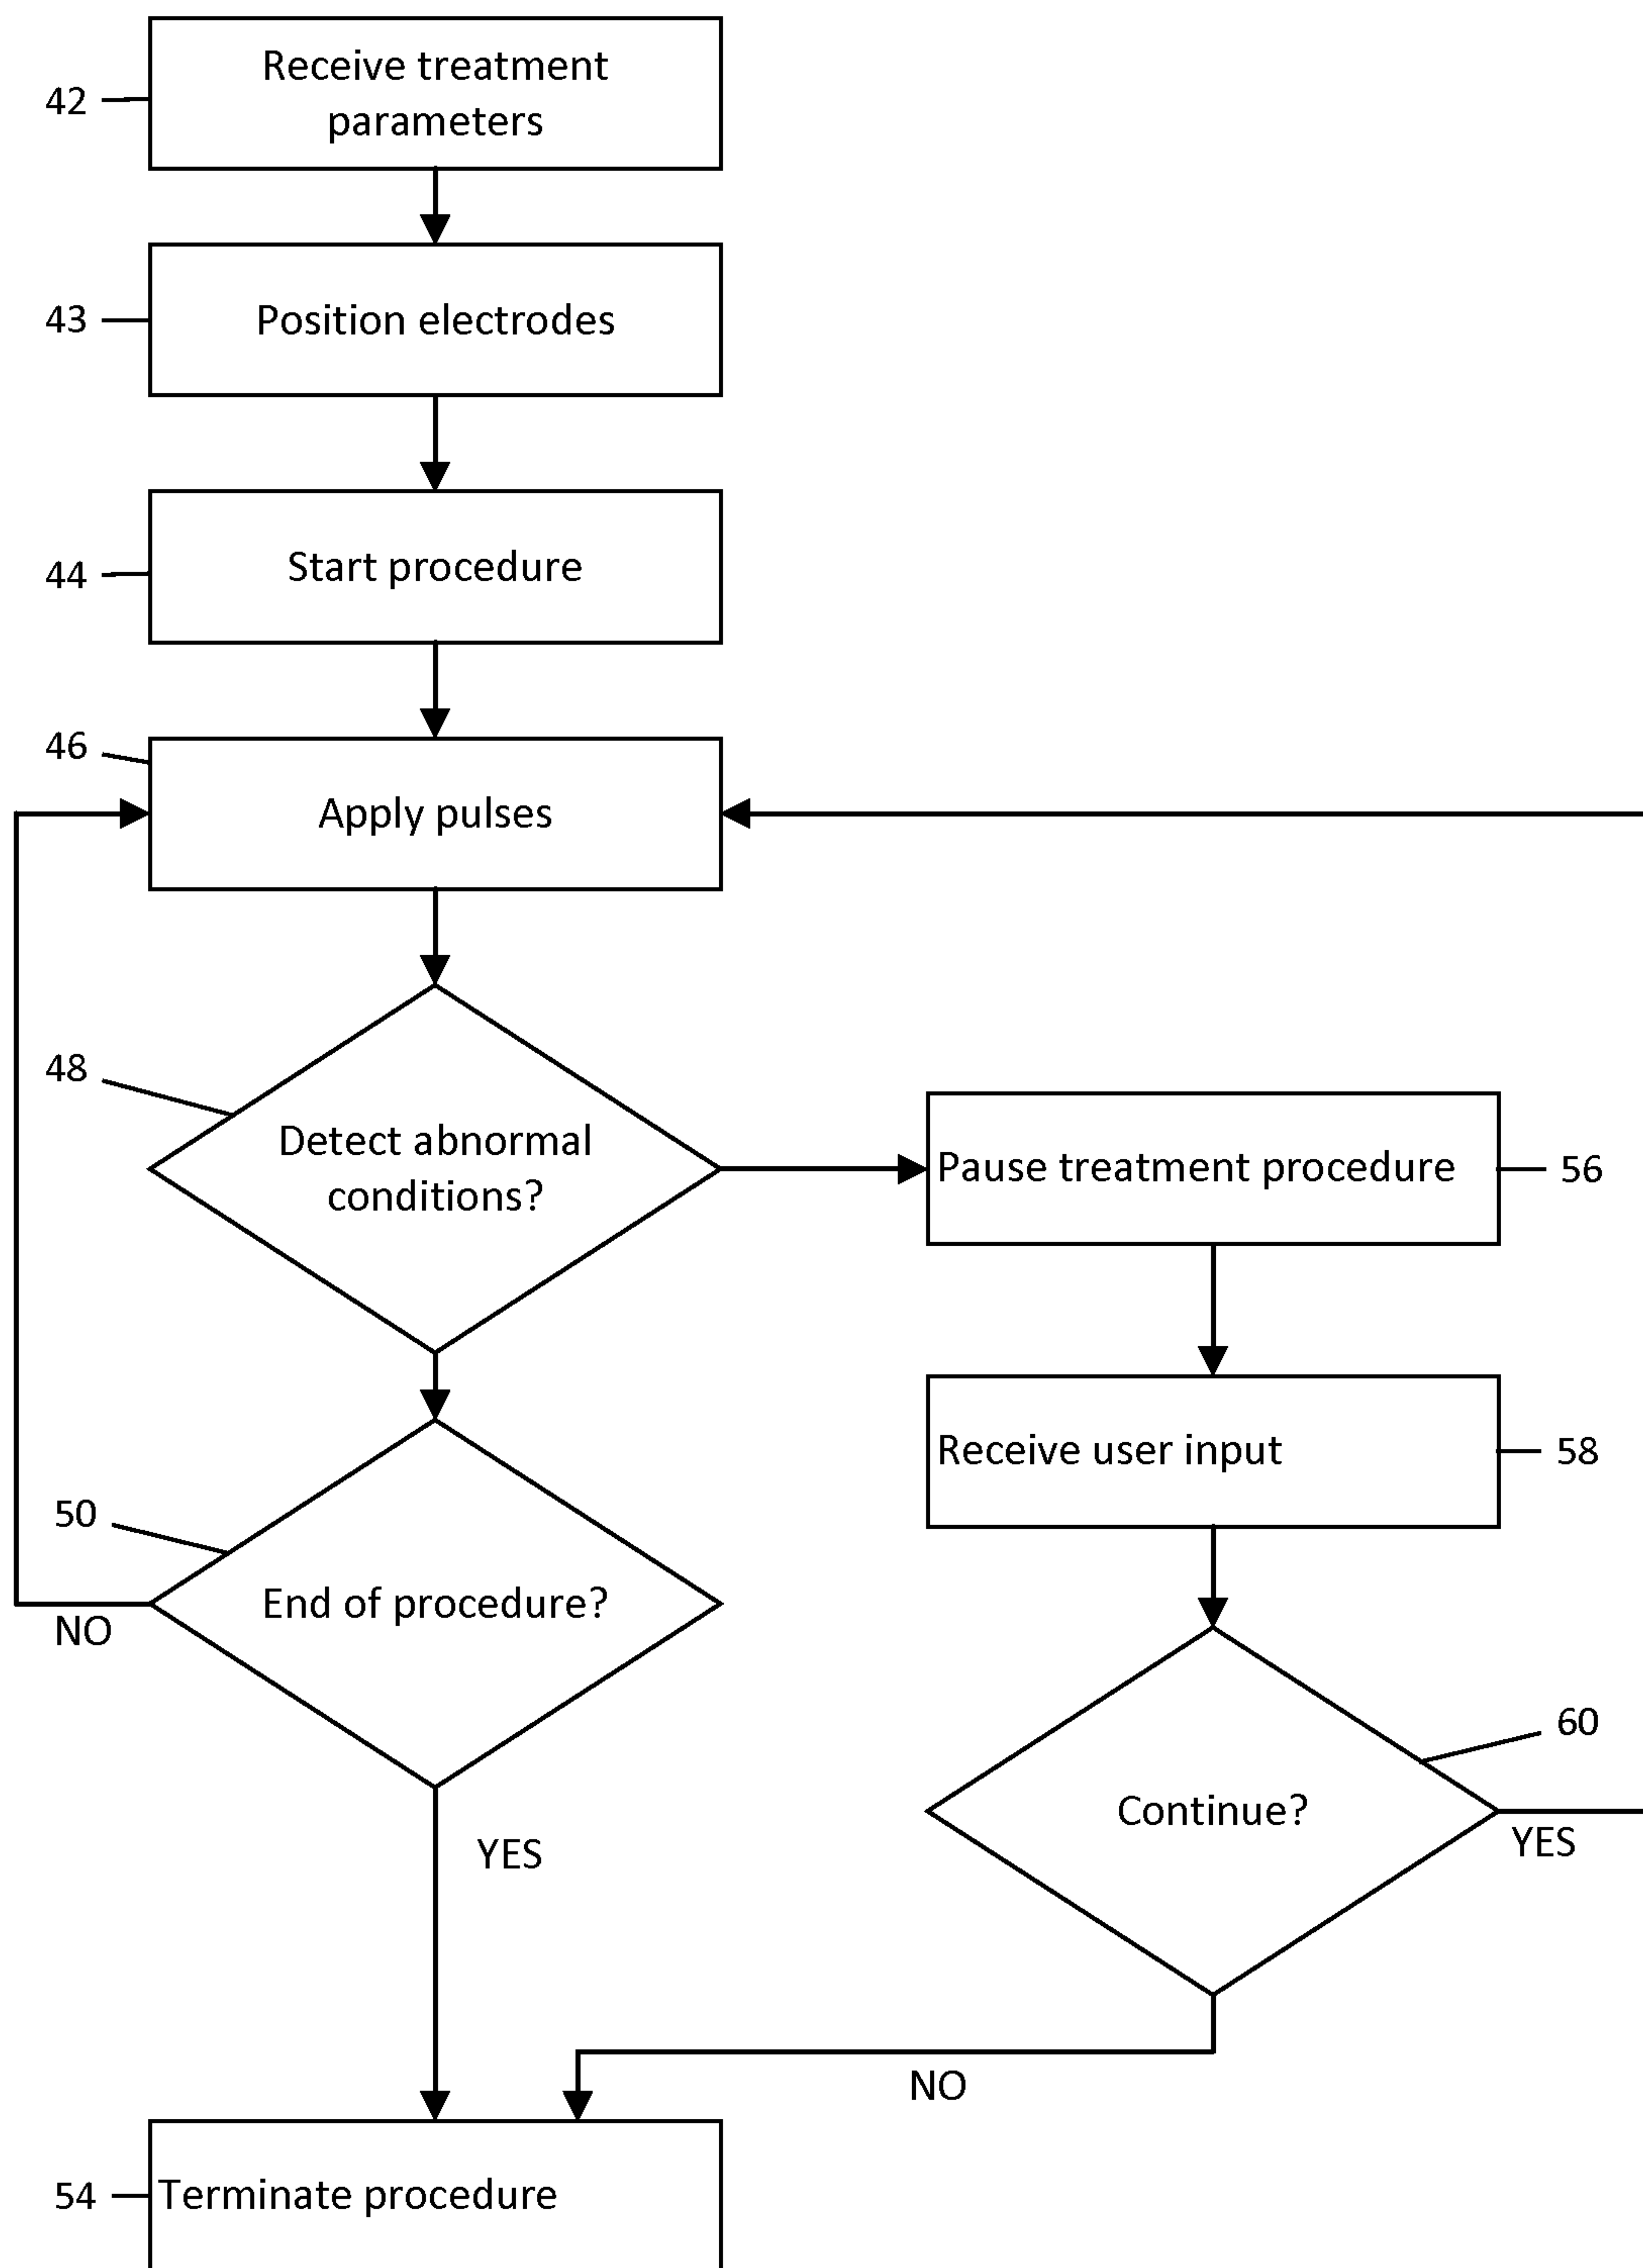 Receive treatment
parameters
42
Position electrodes
43
Start procedure
44
46
Apply pulses
48
Detect abnormal
conditions?
Pause treatment procedure
56
Receive user input
58
50
End of procedure?
NO
60
Continue?
YES
YES
NO
54
Terminate procedure